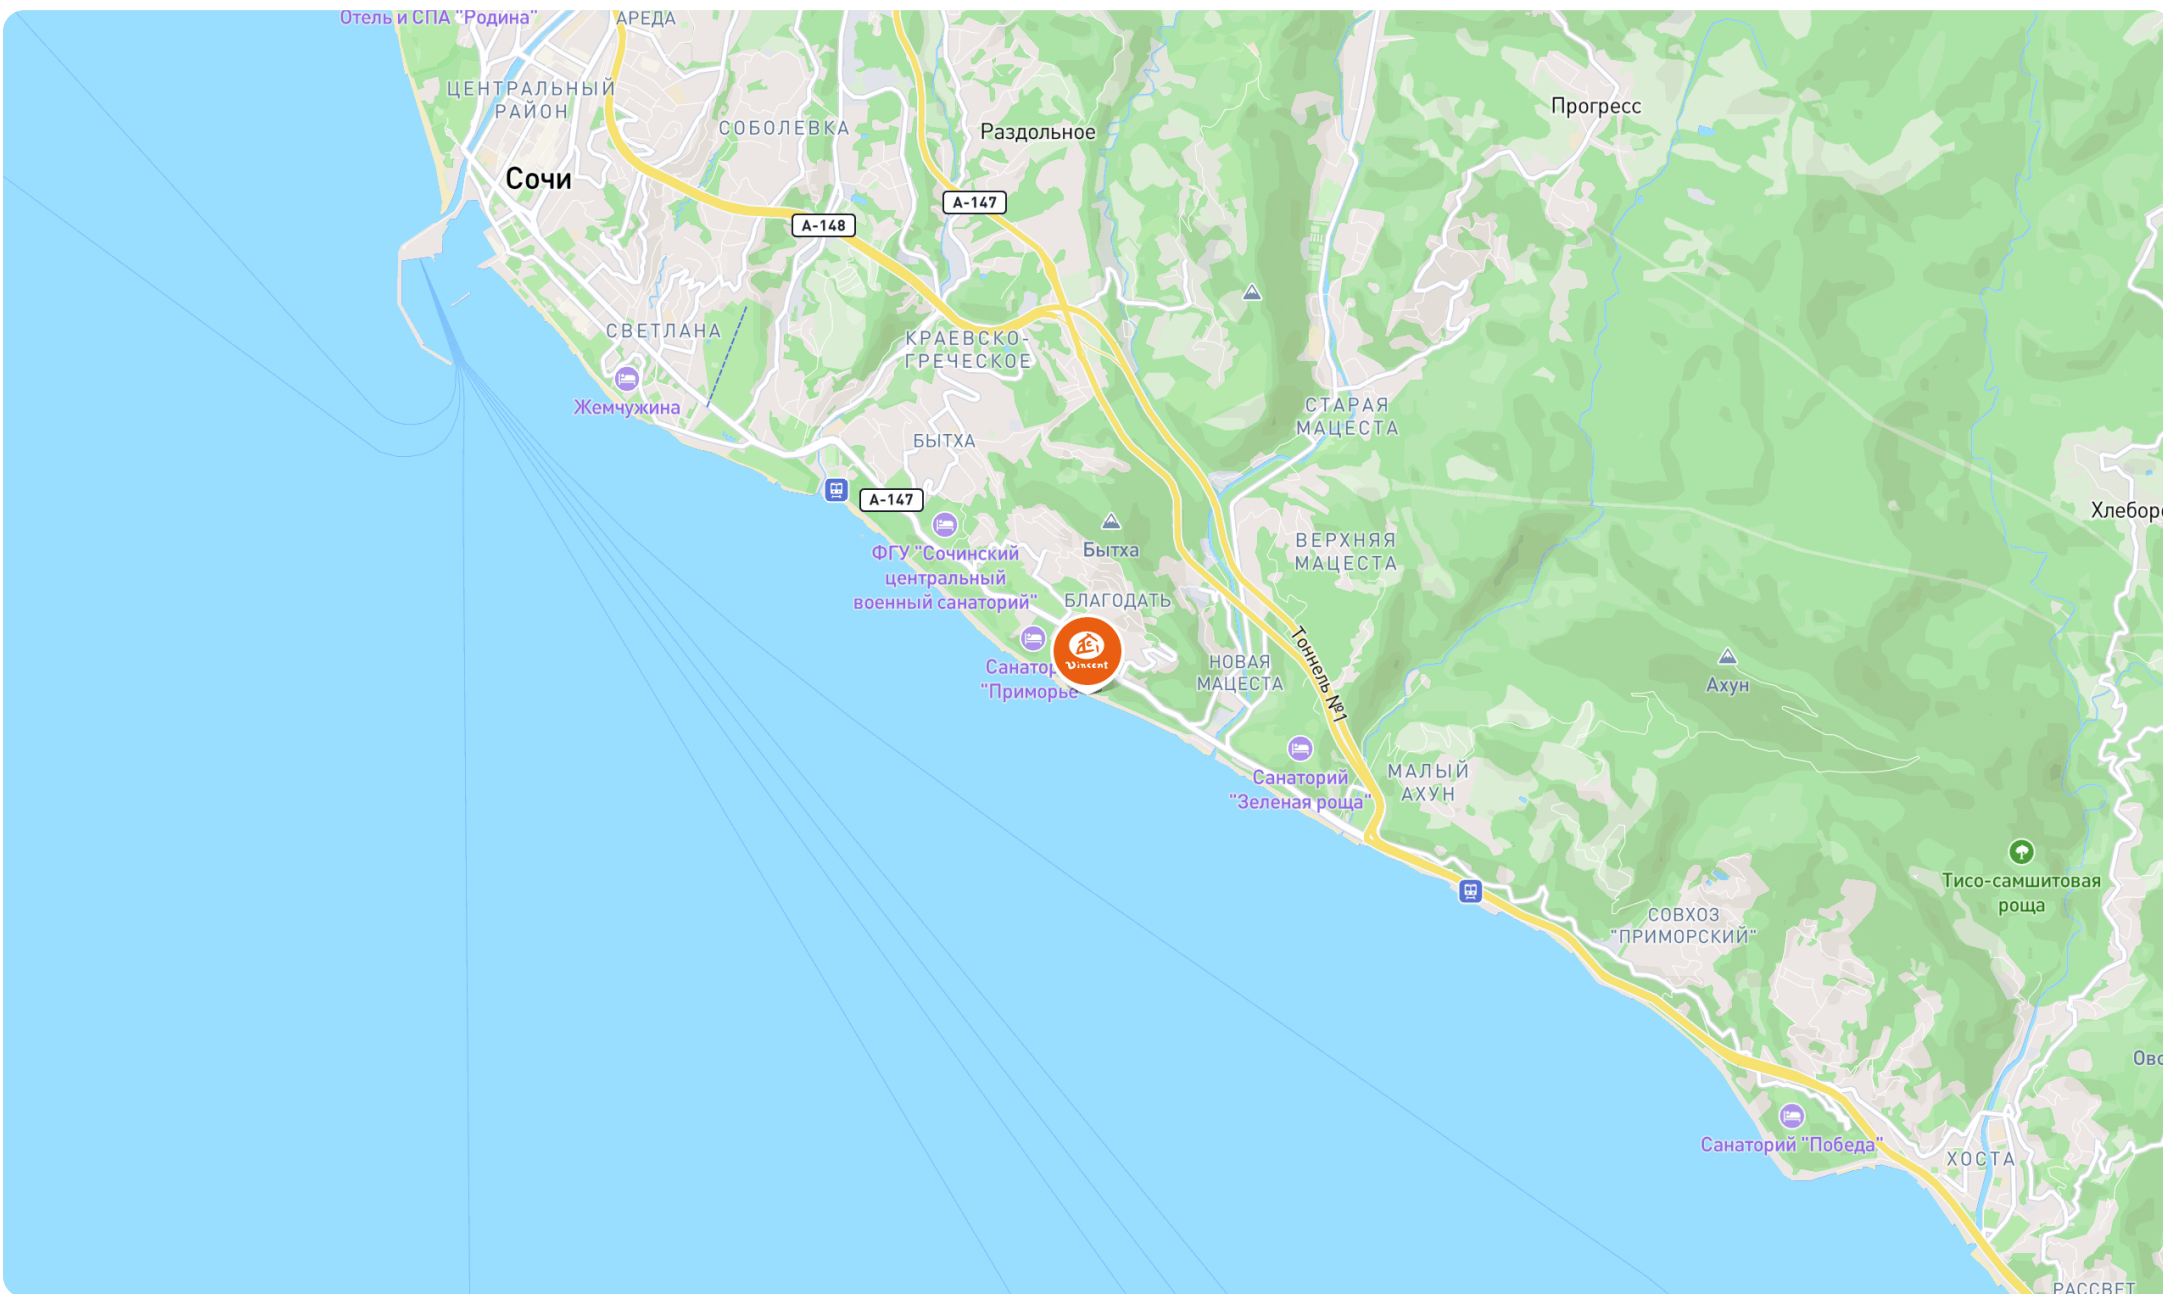 Отель и СПА "Родина"
АРЕДА
ЦЕНТРАЛЬНЫЙ
РАЙОН
СОБОЛЕВКА
Раздольное
Прогресс
Сочи
А-147
А-148
СВЕТЛАНА
КРАЕВСКО-
ГРЕЧЕСКОЕ
Жемчужина
СТАРАЯ
МАЦЕСТА
БЫТХА
А-147
Хлебор
ФГУ "Сочинский
центральный
военный санаторий"
Бытха
ВЕРХНЯЯ
МАЦЕСТА
БЛАГОДАТЬ
Vincent
Санатор
"Приморье"
НОВАЯ
МАЦЕСТА
Тоннель №1
Ахун
Санаторий
"Зеленая роща"
МАЛЫЙ
АХУН
Тисо-самшитовая
роща
СОВХОЗ
"ПРИМОРСКИЙ"
Ово
Санаторий "Победа"
ХОСТА
РАССВЕТ